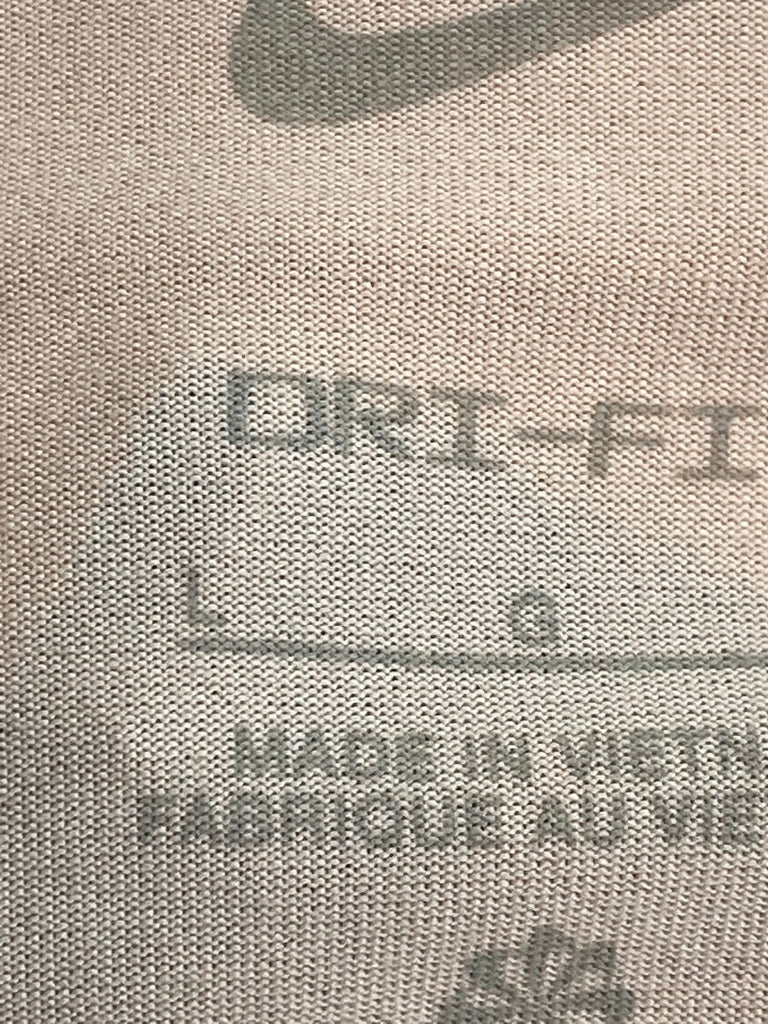 DRI-FI
L G
MADE IN VIETN
FABRIQUE AU VIE